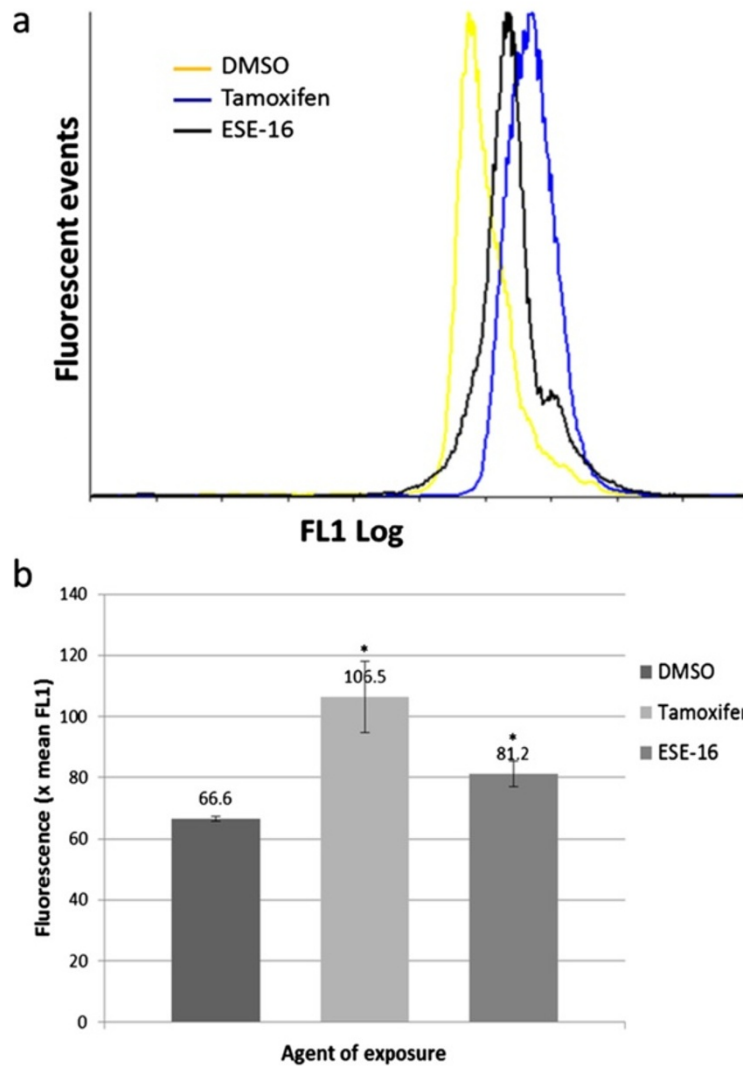 a
DMSO
Tamoxifen
ESE-16
Fluorescent events
FL1 Log
b
140
120
100
80
60
40
20
0
Fluorescence (x mean FL1)
66.6
*
106.5
*
81.2
DMSO
Tamoxifen
ESE-16
Agent of exposure